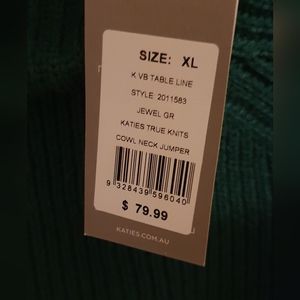 SIZE: XL
K VB TABLE LINE
STYLE: 2011583
JEWEL GR
KATIES TRUE KNITS
COWL NECK JUMPER
9 328439 596040
$ 79.99
KATIES.COM.AU